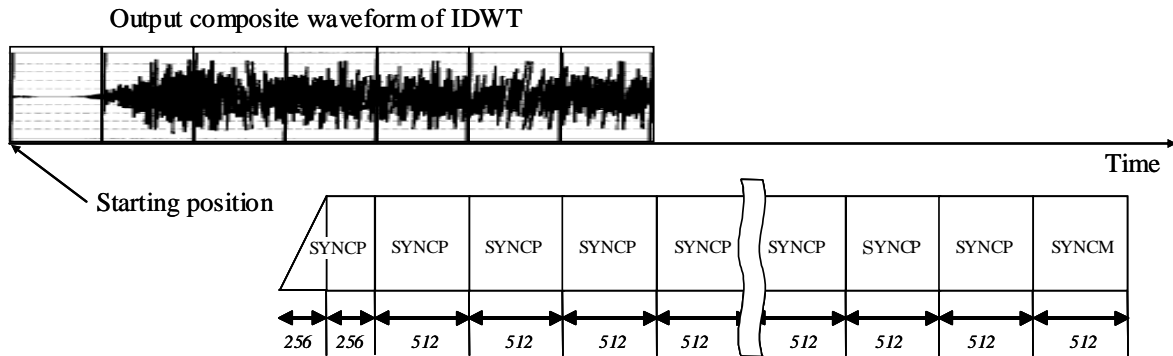 Output composite waveform of IDWT
Time
Starting position
SYNCP SYNCP SYNCP SYNCP SYNCP SYNCP SYNCP SYNCP SYNCM
256 256 512 512 512 512 512 512 512 512